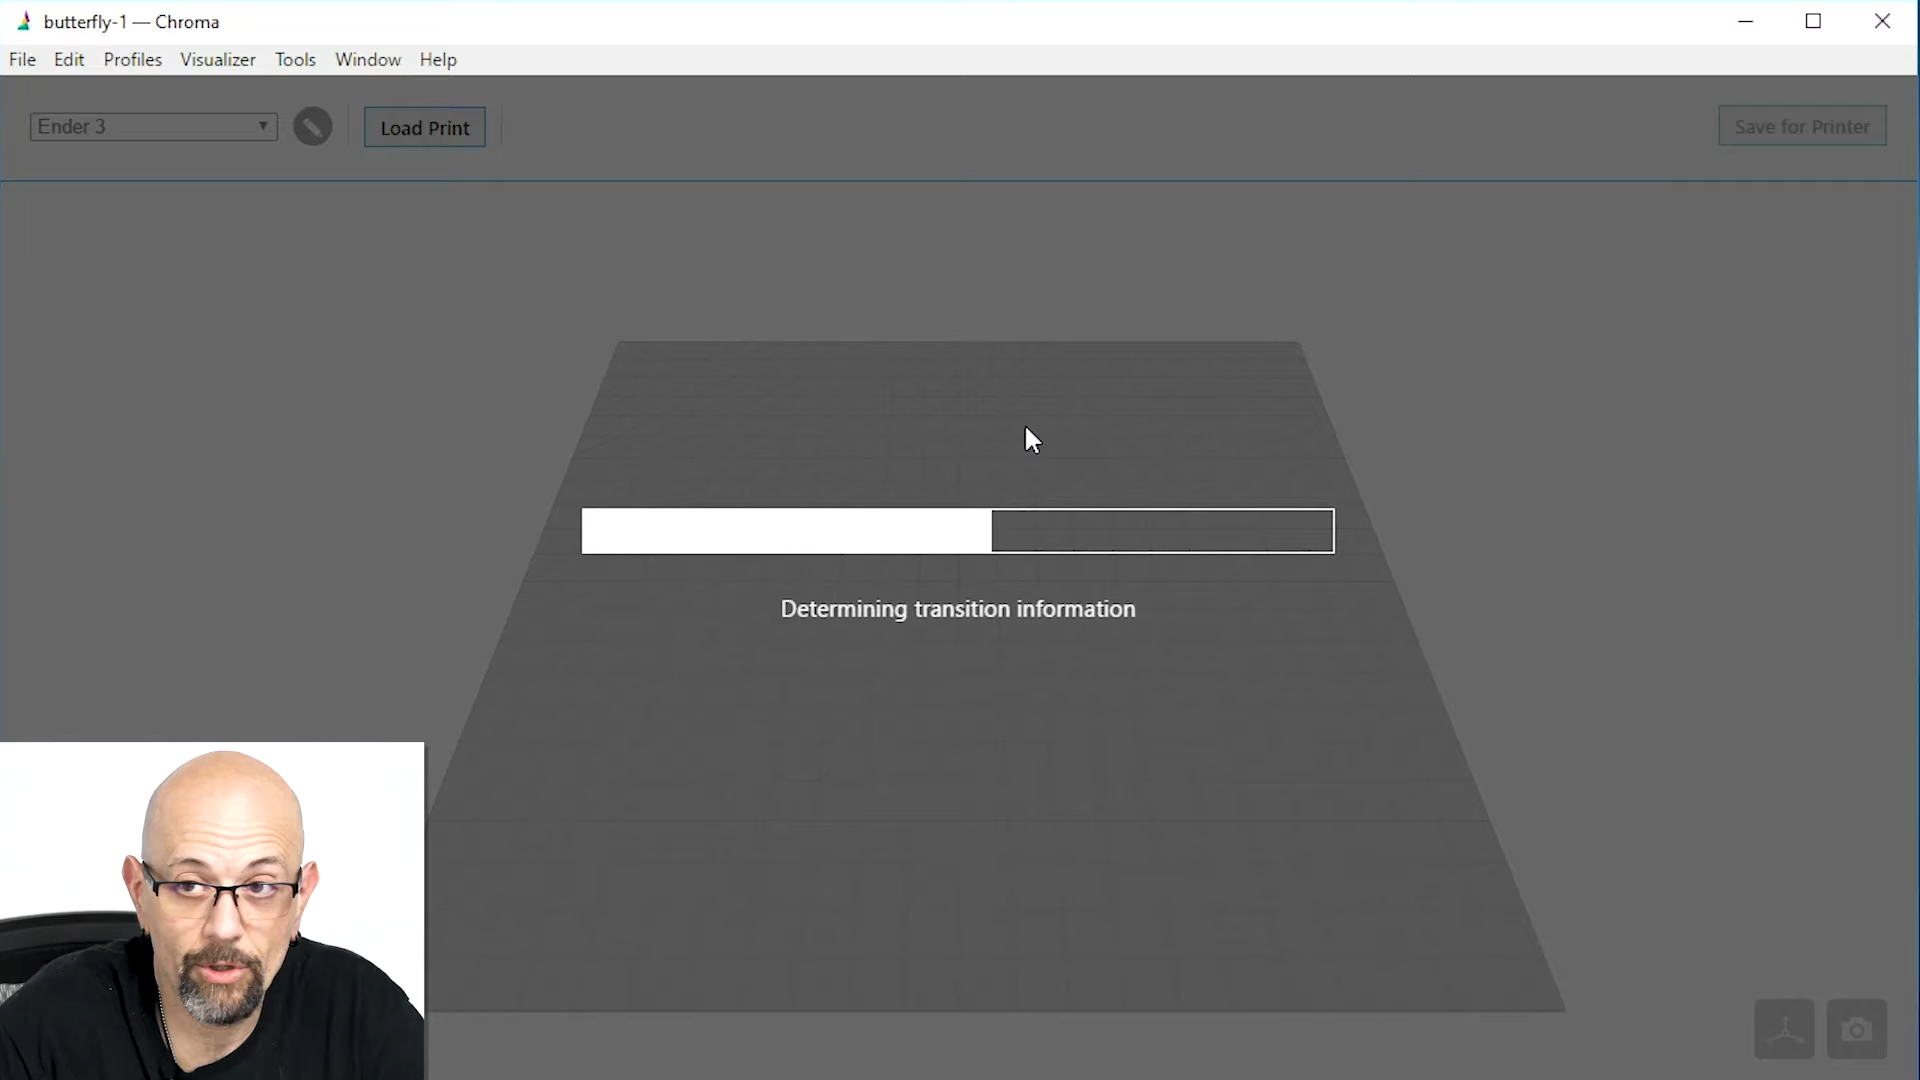 butterfly-1 — Chroma
File Edit Profiles Visualizer Tools Window Help
Ender 3 Load Print Save for Printer
Determining transition information